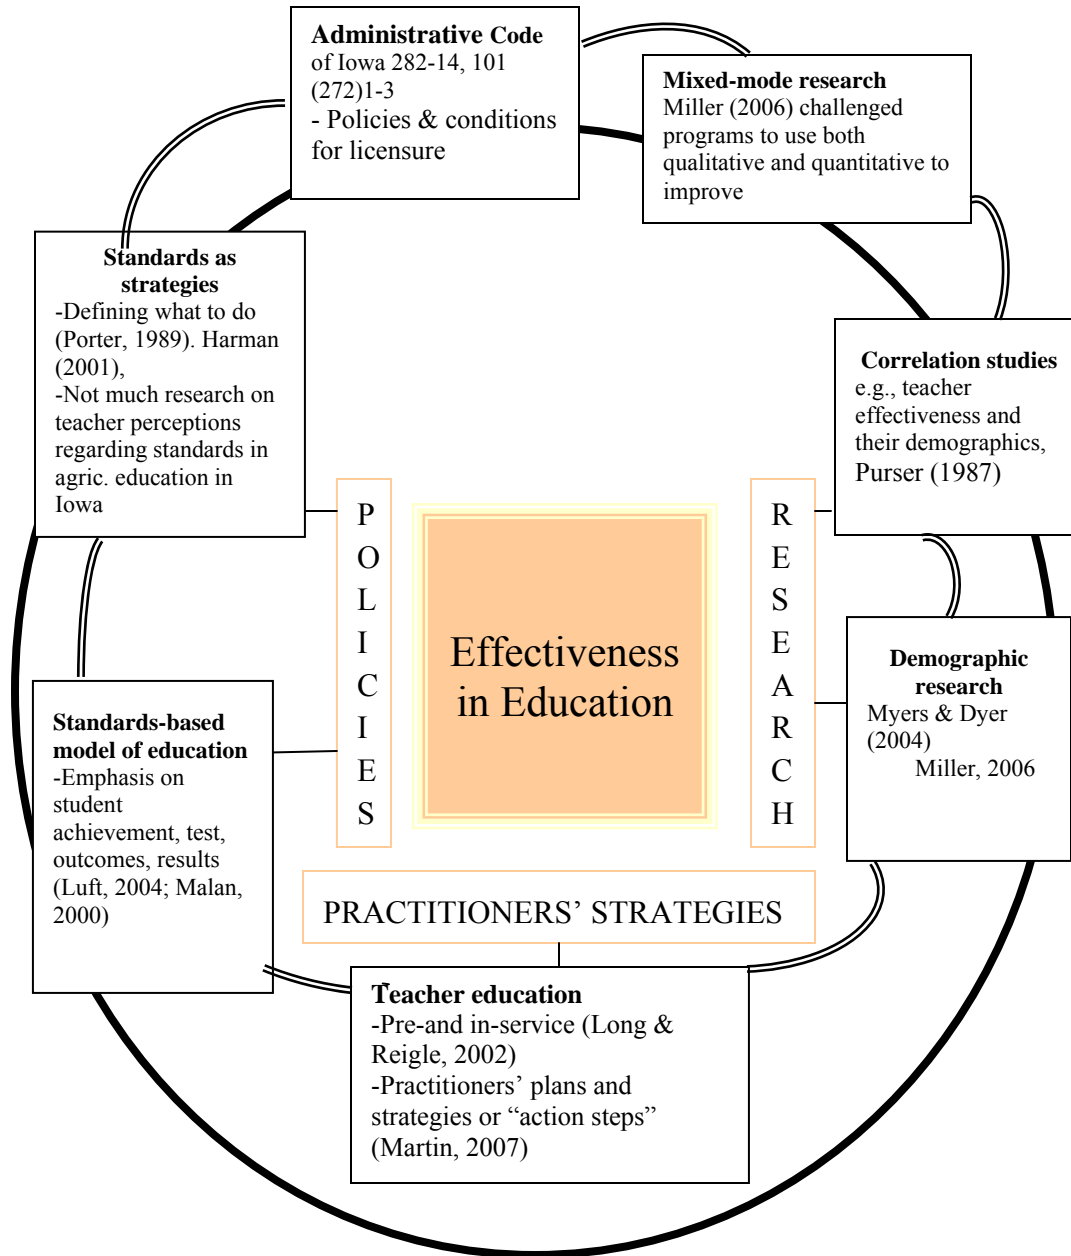 Administrative Code
of Iowa 282-14, 101
(272)1-3
- Policies & conditions
for licensure
Mixed-mode research
Miller (2006) challenged
programs to use both
qualitative and quantitative to
improve
Standards as
strategies
-Defining what to do
(Porter, 1989). Harman
(2001),
-Not much research on
teacher perceptions
regarding standards in
agric. education in
Iowa
Correlation studies
e.g., teacher
effectiveness and
their demographics,
Purser (1987)
POLICIES
Effectiveness
in Education
RESEARCH
Demographic
research
Myers & Dyer
(2004)
Miller, 2006
Standards-based
model of education
-Emphasis on
student
achievement, test,
outcomes, results
(Luft, 2004; Malan,
2000)
PRACTITIONERS’ STRATEGIES
Teacher education
-Pre-and in-service (Long &
Reigle, 2002)
-Practitioners’ plans and
strategies or “action steps”
(Martin, 2007)